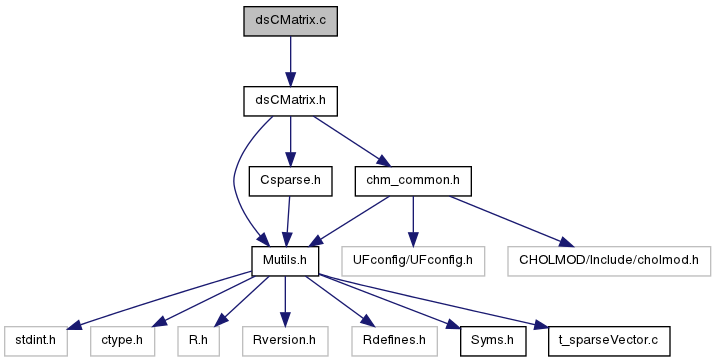 dsCMatrix.c
dsCMatrix.h
Csparse.h
chm_common.h
Mutils.h
UFconfig/UFconfig.h
CHOLMOD/Include/cholmod.h
stdint.h
ctype.h
R.h
Rversion.h
Rdefines.h
Syms.h
t_sparseVector.c